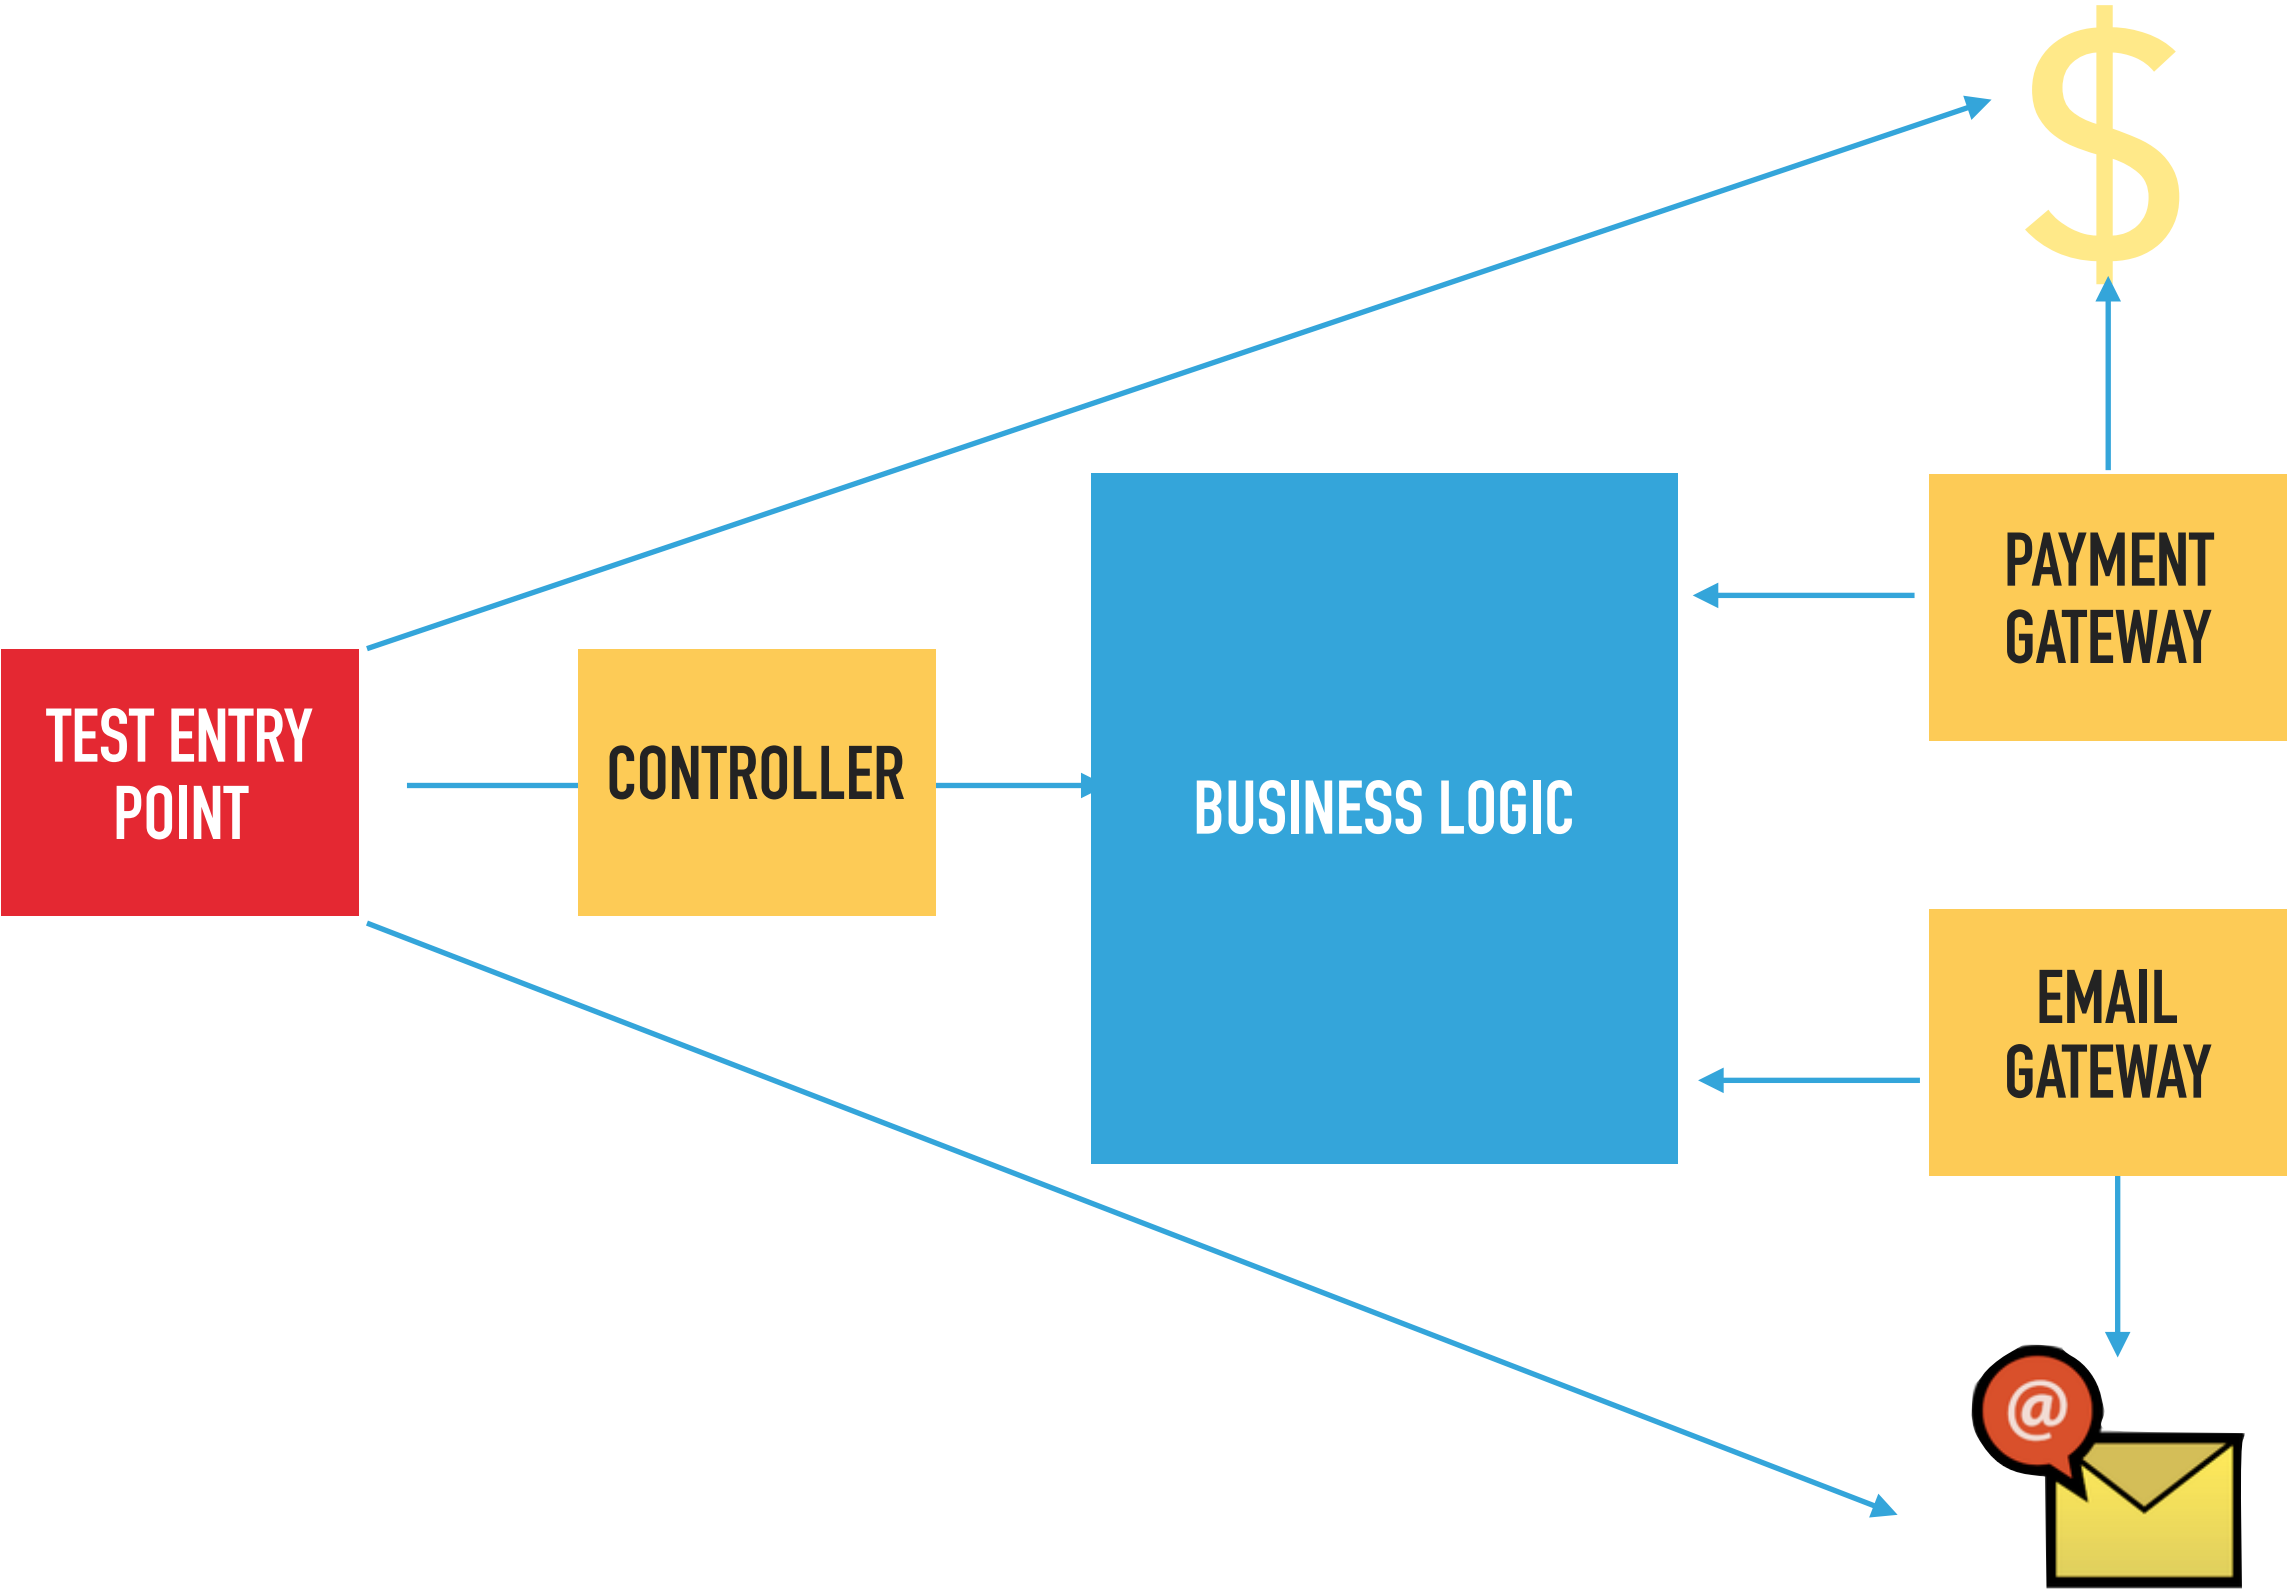 $
PAYMENT
GATEWAY
TEST ENTRY
POINT
CONTROLLER
BUSINESS LOGIC
EMAIL
GATEWAY
@